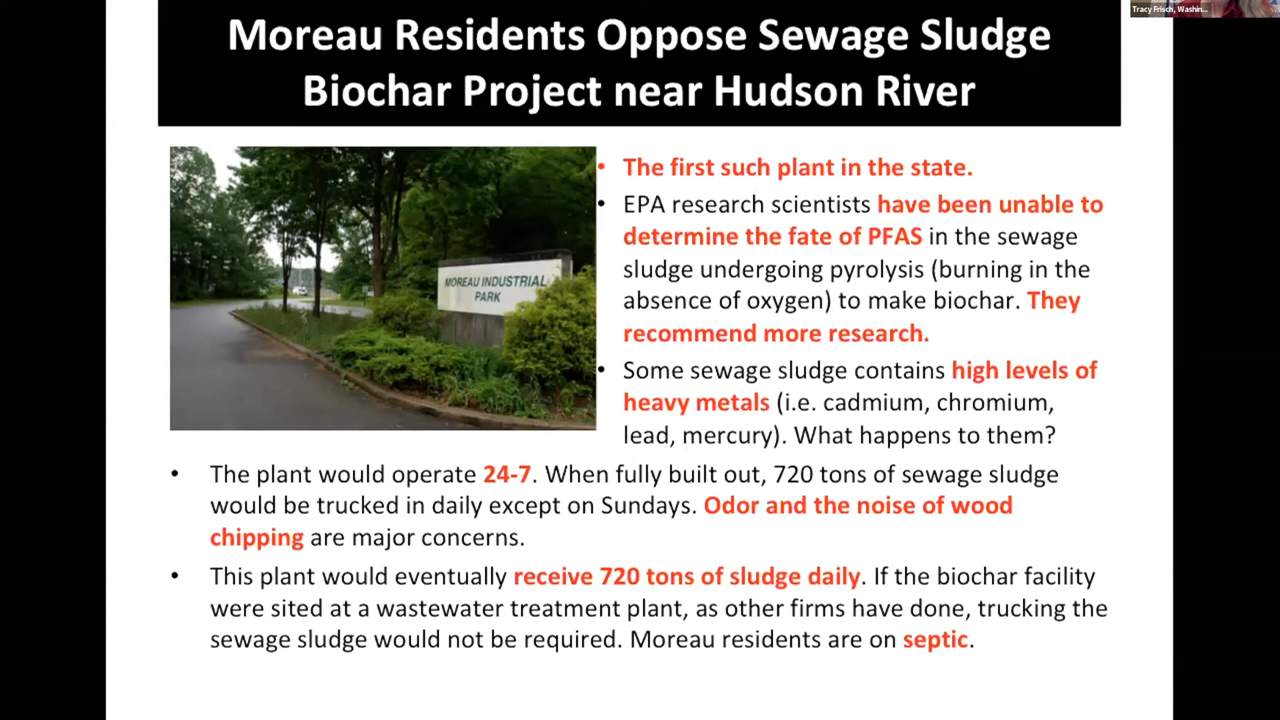 Tracy Frisch, Washin...
Moreau Residents Oppose Sewage Sludge
Biochar Project near Hudson River
MOREAU INDUSTRIAL
PARK
• The first such plant in the state.
• EPA research scientists have been unable to
determine the fate of PFAS in the sewage
sludge undergoing pyrolysis (burning in the
absence of oxygen) to make biochar. They
recommend more research.
• Some sewage sludge contains high levels of
heavy metals (i.e. cadmium, chromium,
lead, mercury). What happens to them?
• The plant would operate 24-7. When fully built out, 720 tons of sewage sludge
would be trucked in daily except on Sundays. Odor and the noise of wood
chipping are major concerns.
• This plant would eventually receive 720 tons of sludge daily. If the biochar facility
were sited at a wastewater treatment plant, as other firms have done, trucking the
sewage sludge would not be required. Moreau residents are on septic.